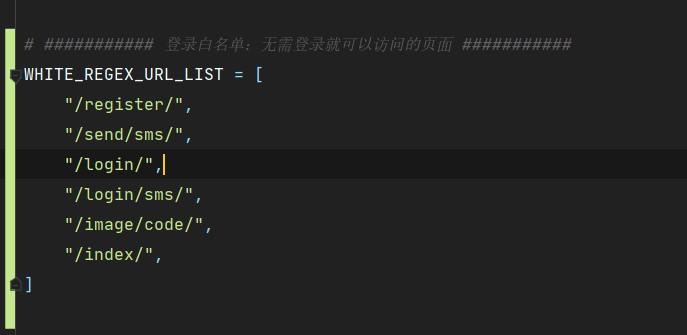 # ########### 登录白名单：无需登录就可以访问的页面 ###########
WHITE_REGEX_URL_LIST = [
    "/register/",
    "/send/sms/",
    "/login/",
    "/login/sms/",
    "/image/code/",
    "/index/",
]